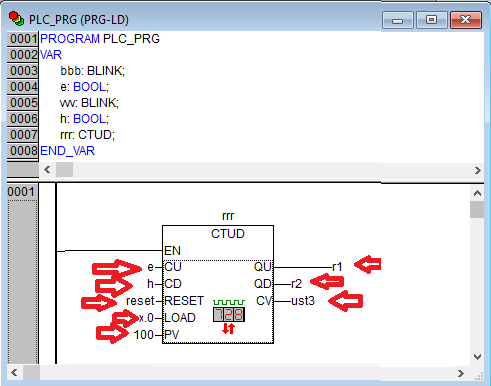 PLC_PRG (PRG-LD)
0001 PROGRAM PLC_PRG
0002 VAR
0003 bbb: BLINK;
0004 e: BOOL;
0005 vvv: BLINK;
0006 h: BOOL;
0007 rrr: CTUD;
0008 END_VAR
0001
rrr
CTUD
EN
e CU QU r1
h CD QD r2
reset RESET CV ust3
x.0 LOAD
100 PV
128